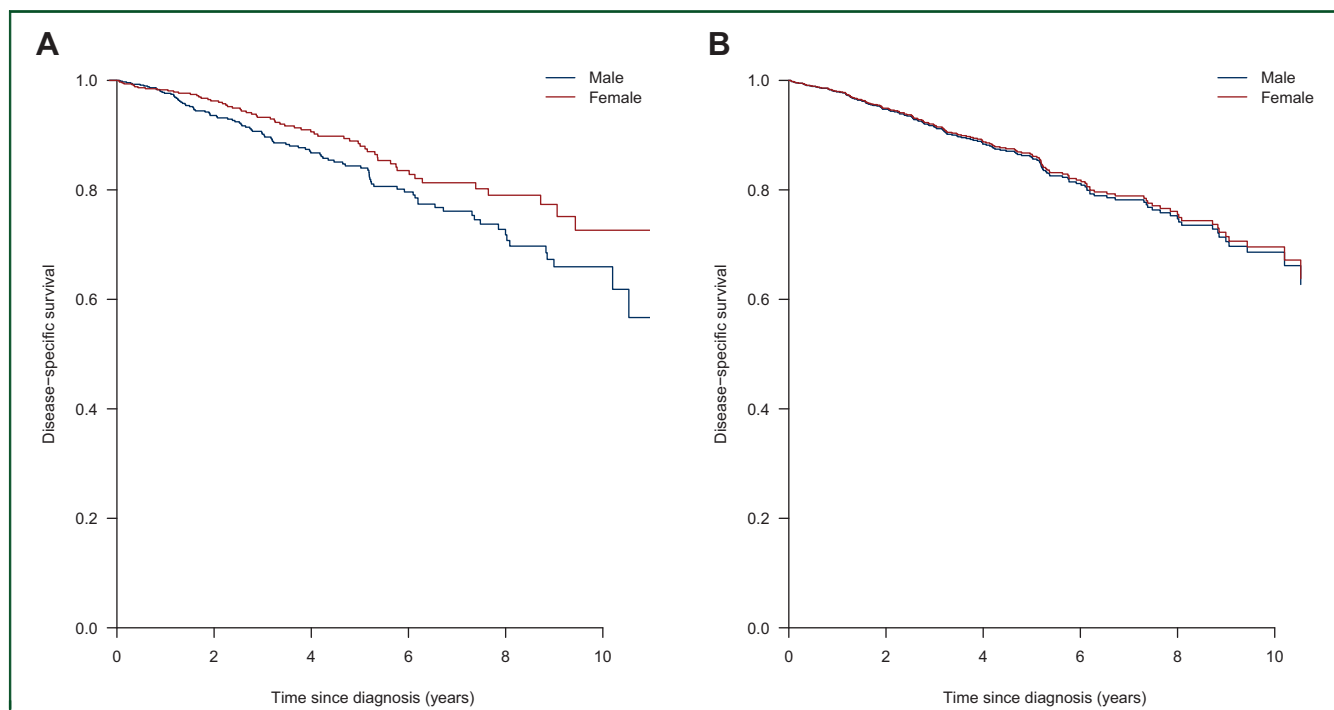 A
Male
Female
Disease-specific survival
1.0
0.8
0.6
0.4
0.2
0.0
0 2 4 6 8 10
Time since diagnosis (years)
B
Male
Female
Disease-specific survival
1.0
0.8
0.6
0.4
0.2
0.0
0 2 4 6 8 10
Time since diagnosis (years)